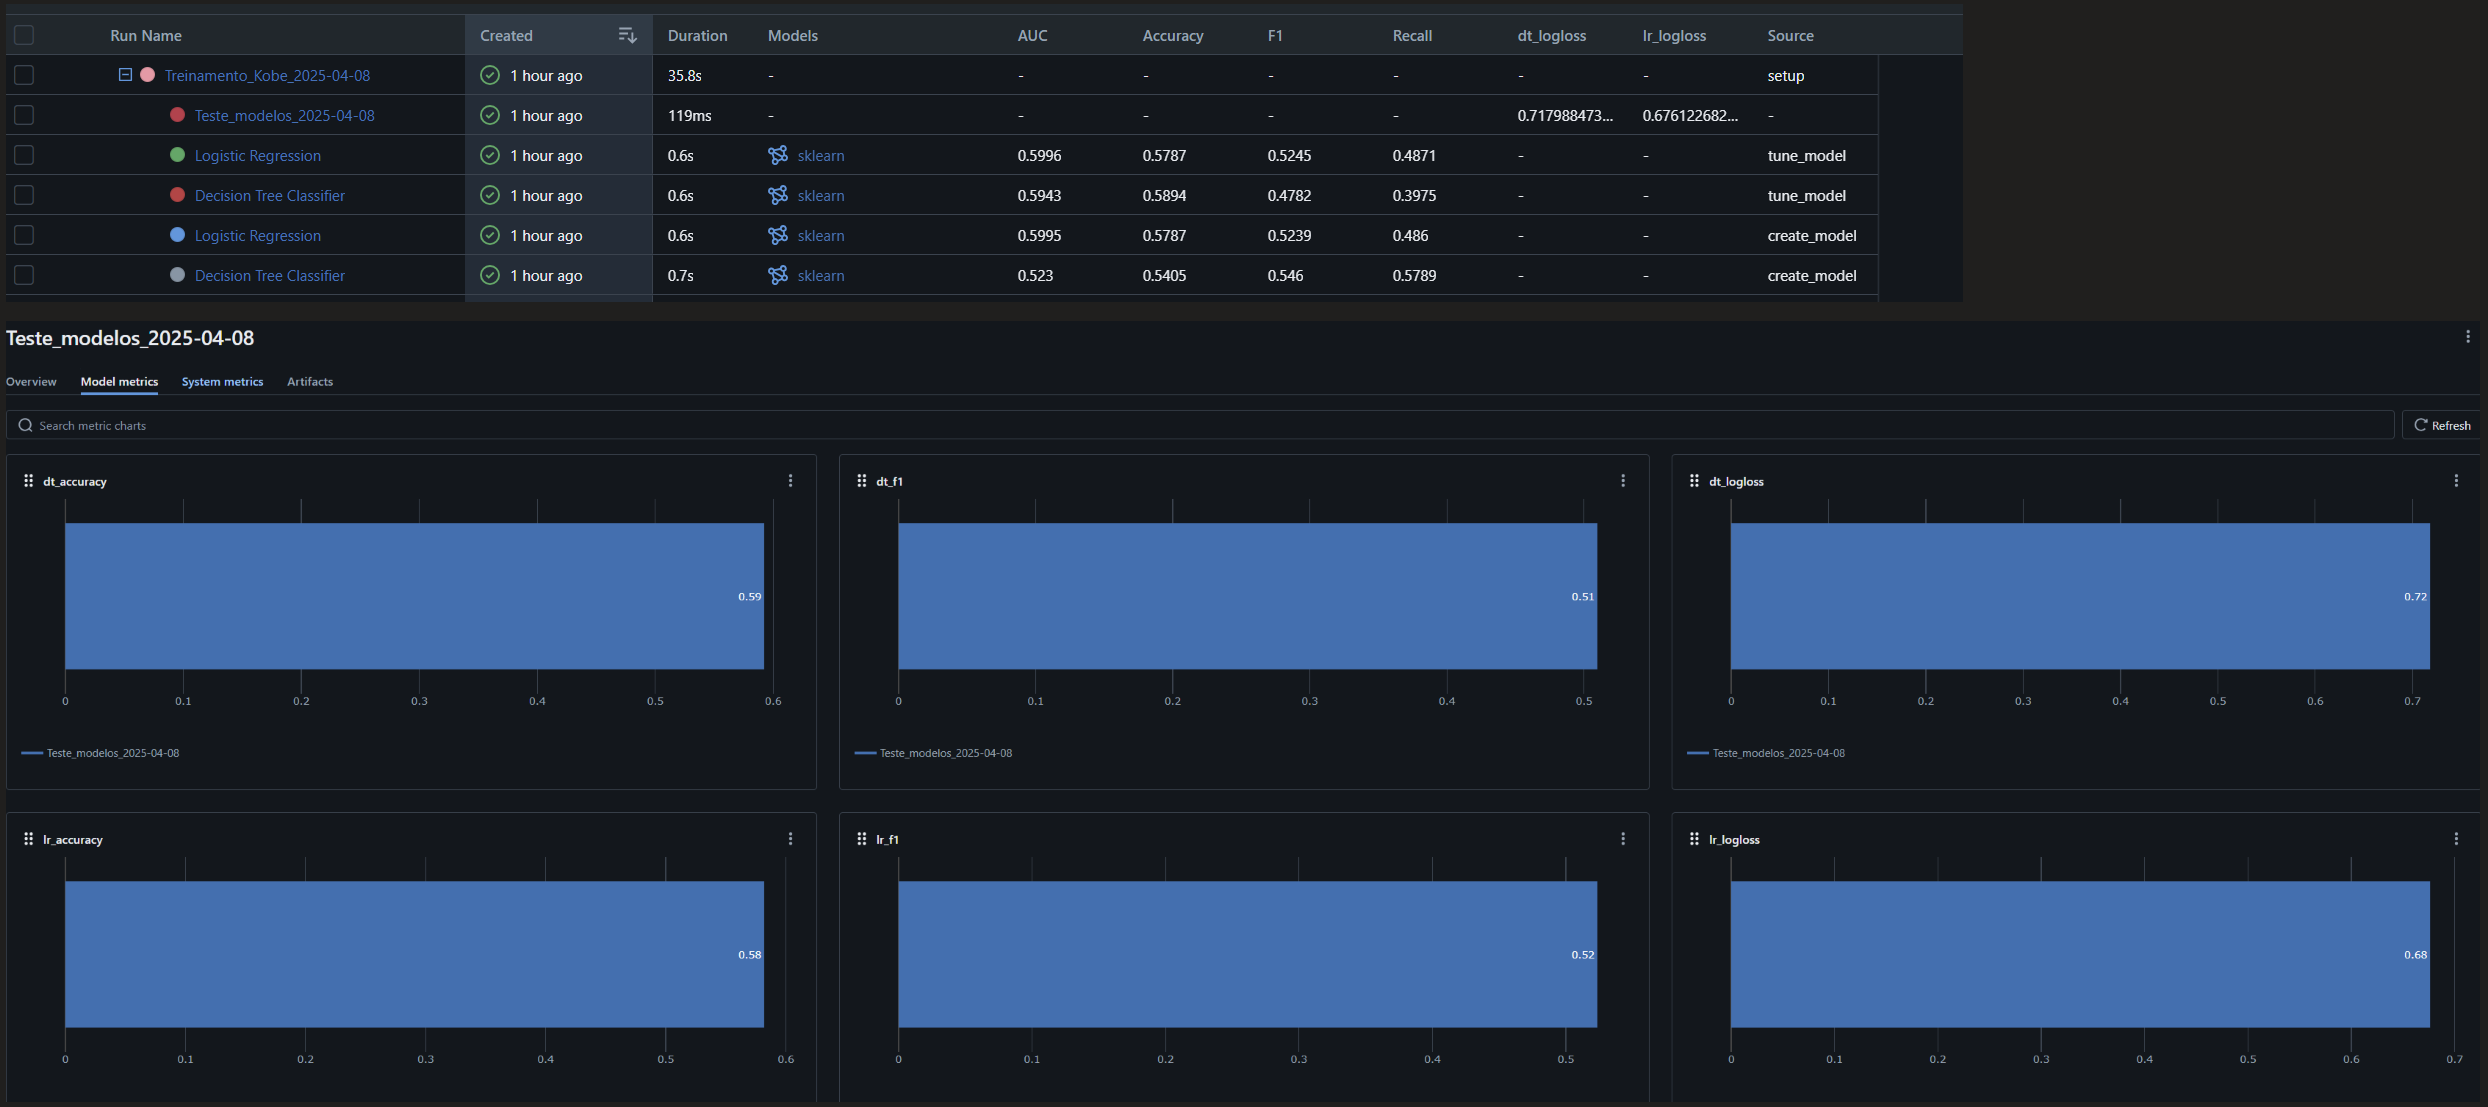 Run Name Created Duration Models AUC Accuracy F1 Recall dt_logloss lr_logloss Source
Treinamento_Kobe_2025-04-08 1 hour ago 35.8s - - - - - - - setup
Teste_modelos_2025-04-08 1 hour ago 119ms - - - - - 0.717988473... 0.676122682... -
Logistic Regression 1 hour ago 0.6s sklearn 0.5996 0.5787 0.5245 0.4871 - - tune_model
Decision Tree Classifier 1 hour ago 0.6s sklearn 0.5943 0.5894 0.4782 0.3975 - - tune_model
Logistic Regression 1 hour ago 0.6s sklearn 0.5995 0.5787 0.5239 0.486 - - create_model
Decision Tree Classifier 1 hour ago 0.7s sklearn 0.523 0.5405 0.546 0.5789 - - create_model
Teste_modelos_2025-04-08
Overview Model metrics System metrics Artifacts
Search metric charts Refresh
dt_accuracy
0.59
0 0.1 0.2 0.3 0.4 0.5 0.6
Teste_modelos_2025-04-08
dt_f1
0.51
0 0.1 0.2 0.3 0.4 0.5
Teste_modelos_2025-04-08
dt_logloss
0.72
0 0.1 0.2 0.3 0.4 0.5 0.6 0.7
Teste_modelos_2025-04-08
lr_accuracy
0.58
0 0.1 0.2 0.3 0.4 0.5 0.6
lr_f1
0.52
0 0.1 0.2 0.3 0.4 0.5
lr_logloss
0.68
0 0.1 0.2 0.3 0.4 0.5 0.6 0.7